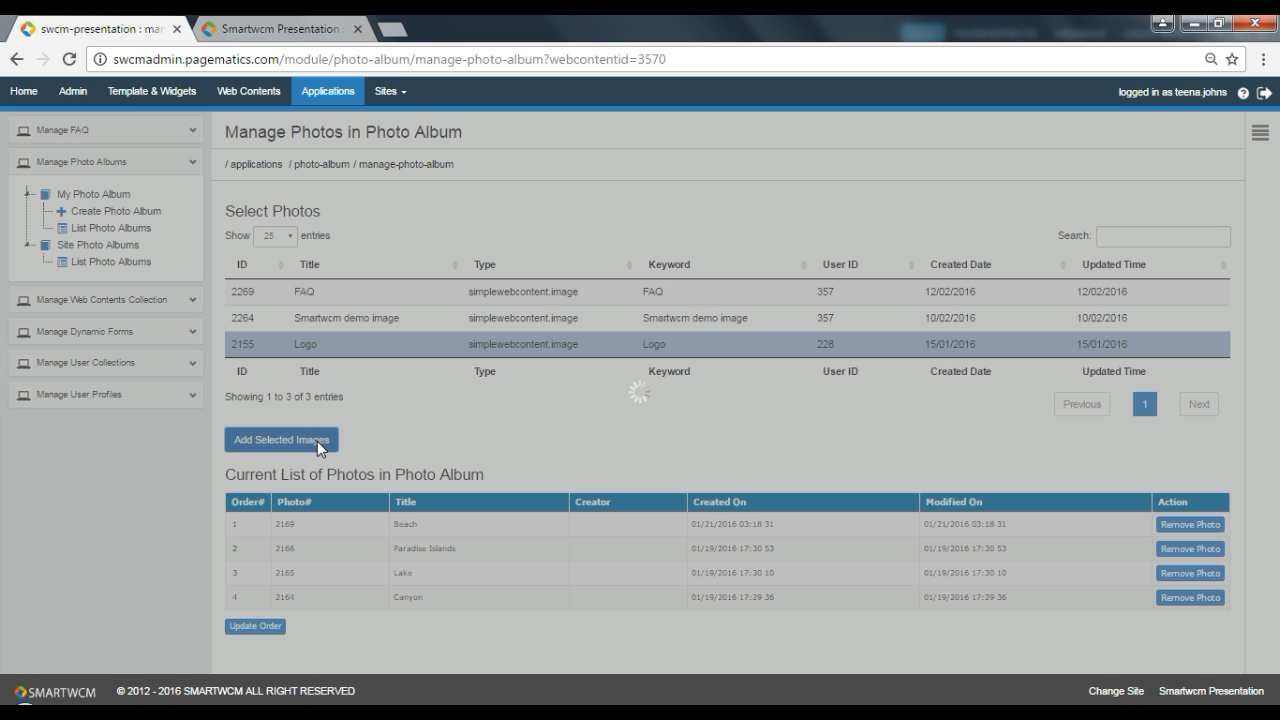 swcm-presentation : mar
Smartwcm Presentation
swcmadmin.pagematics.com/module/photo-album/manage-photo-album?webcontentid=3570
Home Admin Template & Widgets Web Contents Applications Sites logged in as teena.johns
Manage FAQ
Manage Photo Albums
My Photo Album
Create Photo Album
List Photo Albums
Site Photo Albums
List Photo Albums
Manage Web Contents Collection
Manage Dynamic Forms
Manage User Collections
Manage User Profiles
Manage Photos in Photo Album
/ applications / photo-album / manage-photo-album
Select Photos
Show 25 entries Search:
ID Title Type Keyword User ID Created Date Updated Time
2269 FAQ simplewebcontent.image FAQ 357 12/02/2016 12/02/2016
2264 Smartwcm demo image simplewebcontent.image Smartwcm demo image 357 10/02/2016 10/02/2016
2155 Logo simplewebcontent.image Logo 228 15/01/2016 15/01/2016
ID Title Type Keyword User ID Created Date Updated Time
Showing 1 to 3 of 3 entries
Previous 1 Next
Add Selected Images
Current List of Photos in Photo Album
Order# Photo# Title Creator Created On Modified On Action
1 2169 Beach 01/21/2016 03:18 31 01/21/2016 03:18 31 Remove Photo
2 2166 Paradise Islands 01/19/2016 17:30 53 01/19/2016 17:30 53 Remove Photo
3 2165 Lake 01/19/2016 17:30 10 01/19/2016 17:30 10 Remove Photo
4 2164 Canyon 01/19/2016 17:29 36 01/19/2016 17:29 36 Remove Photo
Update Order
SMARTWCM © 2012 - 2016 SMARTWCM ALL RIGHT RESERVED Change Site Smartwcm Presentation